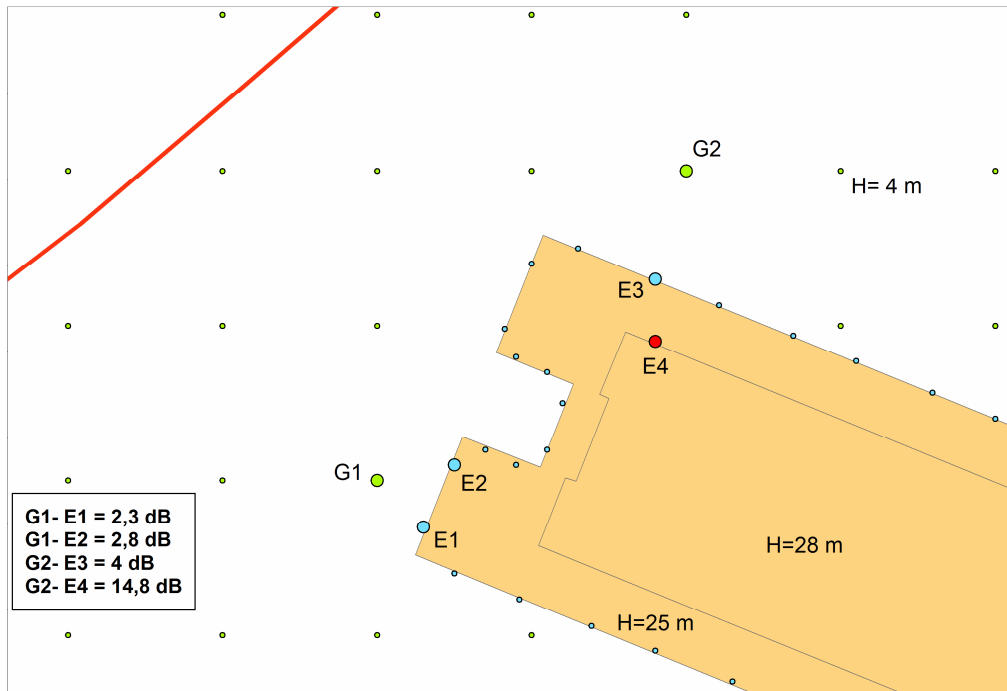 G2
H= 4 m
E3
E4
G1
E2
E1
G1- E1 = 2,3 dB
G1- E2 = 2,8 dB
G2- E3 = 4 dB
G2- E4 = 14,8 dB
H=28 m
H=25 m